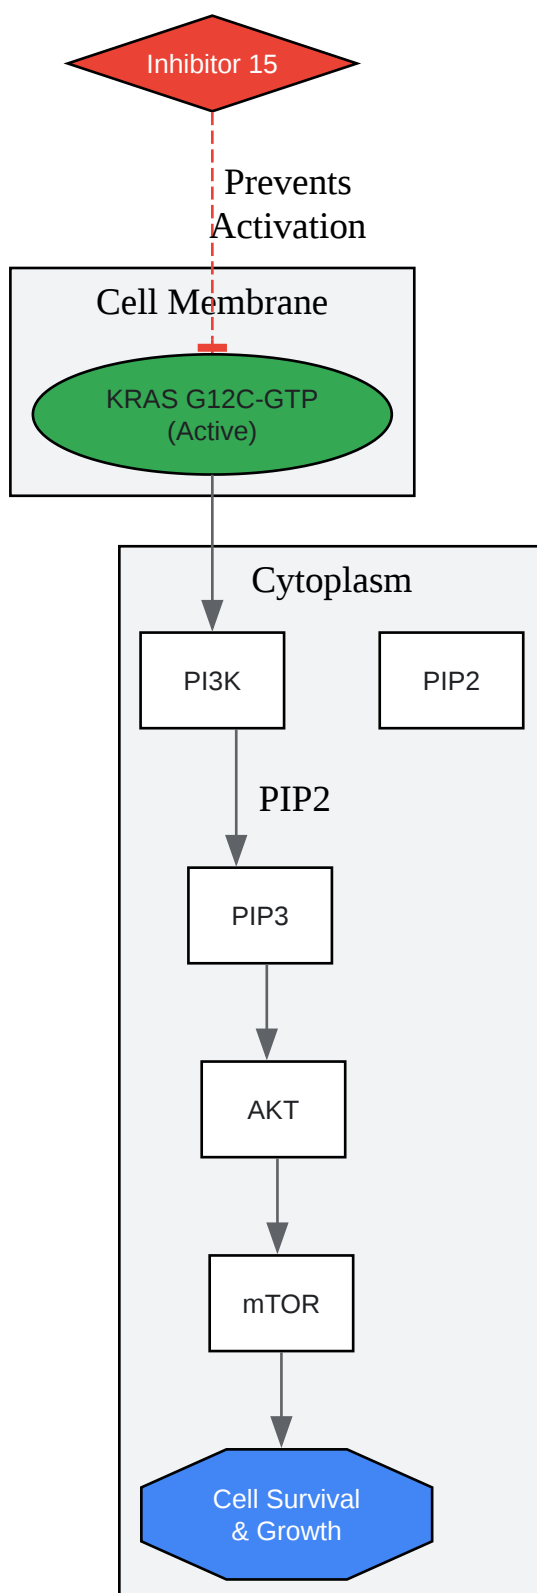 Inhibitor 15
Prevents
Activation
Cell Membrane
KRAS G12C-GTP
(Active)
Cytoplasm
PI3K
PIP2
PIP2
PIP3
AKT
mTOR
Cell Survival
& Growth